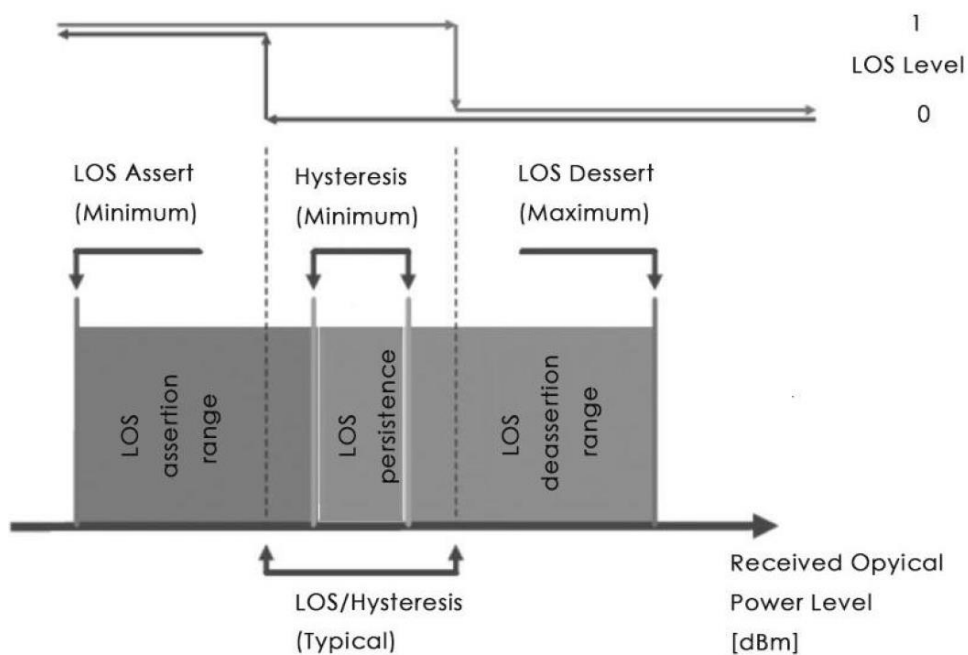 1
LOS Level
0
LOS Assert
(Minimum)
Hysteresis
(Minimum)
LOS Dessert
(Maximum)
LOS
assertion
range
LOS
persistence
LOS
deassertion
range
LOS/Hysteresis
(Typical)
Received Opyical
Power Level
[dBm]